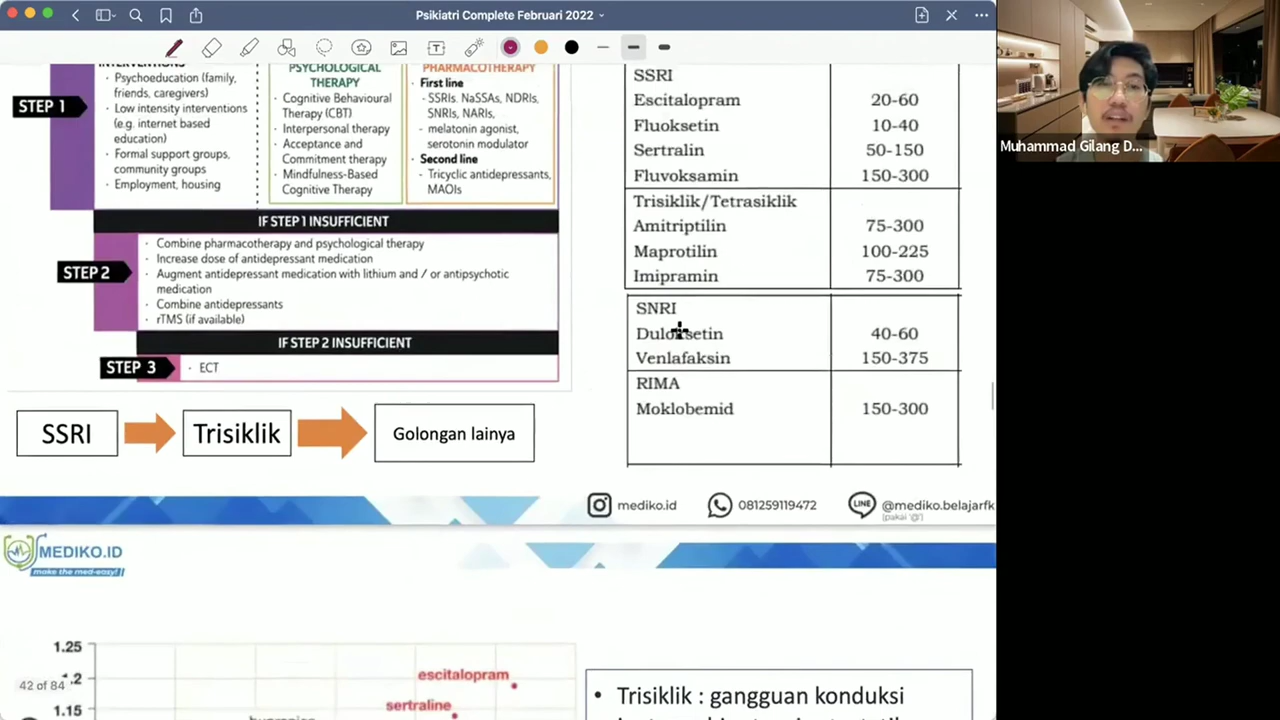 Psikiatri Complete Februari 2022
STEP 1
INTERVENTIONS
Psychoeducation (family, friends, caregivers)
Low intensity interventions (e.g. internet based education)
Formal support groups, community groups
Employment, housing
PSYCHOLOGICAL THERAPY
Cognitive Behavioural Therapy (CBT)
Interpersonal therapy
Acceptance and Commitment therapy
Mindfulness-Based Cognitive Therapy
PHARMACOTHERAPY
First line
SSRIs, NaSSAs, NDRIs, SNRIs, NARIs,
melatonin agonist, serotonin modulator
Second line
Tricyclic antidepressants, MAOIs
IF STEP 1 INSUFFICIENT
STEP 2
Combine pharmacotherapy and psychological therapy
Increase dose of antidepressant medication
Augment antidepressant medication with lithium and / or antipsychotic medication
Combine antidepressants
rTMS (if available)
IF STEP 2 INSUFFICIENT
STEP 3
ECT
SSRI
Trisiklik
Golongan lainya
SSRI
Escitalopram 20-60
Fluoksetin 10-40
Sertralin 50-150
Fluvoksamin 150-300
Trisiklik/Tetrasiklik
Amitriptilin 75-300
Maprotilin 100-225
Imipramin 75-300
SNRI
Duloksetin 40-60
Venlafaksin 150-375
RIMA
Moklobemid 150-300
mediko.id
081259119472
LINE
@mediko.belajarfk
(pakai '@')
MEDIKO.ID
make the med-easy!
1.25
1.2
1.15
escitalopram
sertraline
42 of 84
• Trisiklik : gangguan konduksi
Muhammad Gilang D...